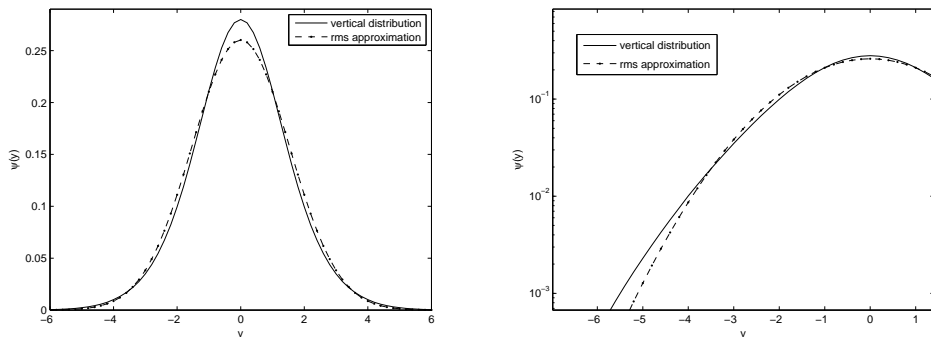 vertical distribution
rms approximation
0.25
0.2
0.15
0.1
0.05
0
ψ(y)
−6 −4 −2 0 2 4 6
y
vertical distribution
rms approximation
10⁻¹
10⁻²
10⁻³
ψ(y)
−6 −5 −4 −3 −2 −1 0 1
y